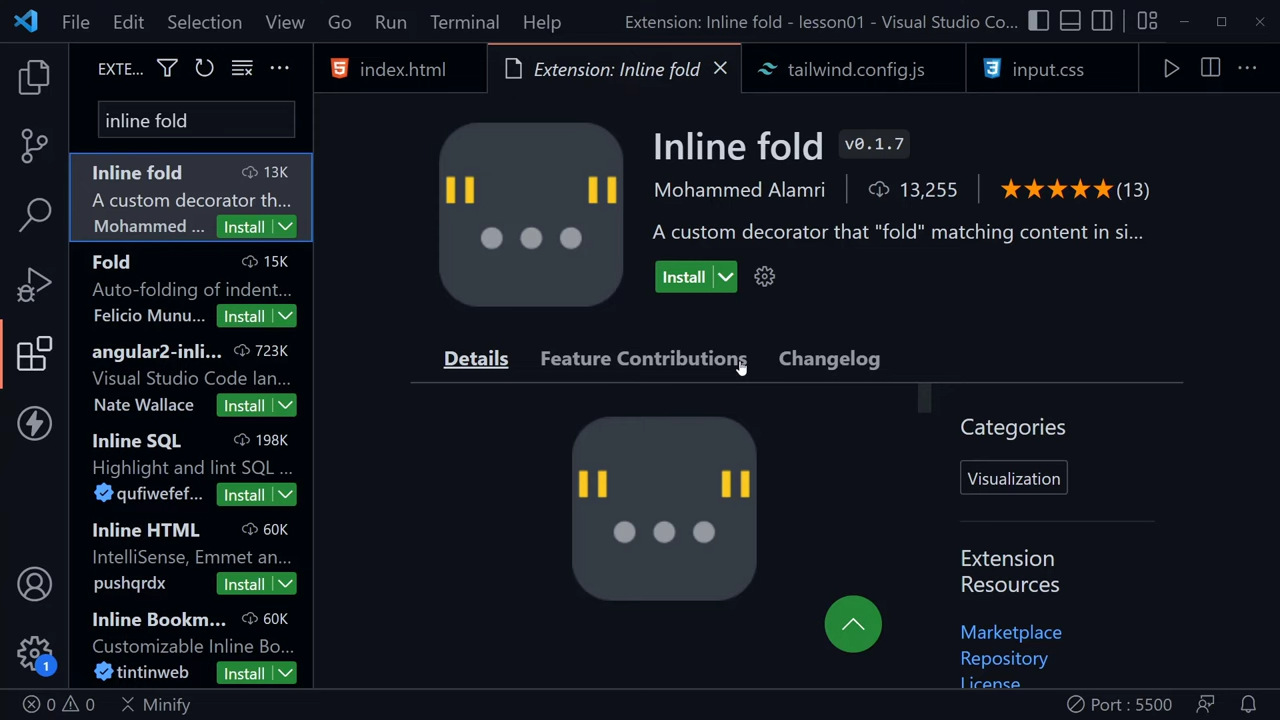 File Edit Selection View Go Run Terminal Help Extension: Inline fold - lesson01 - Visual Studio Co...
EXTE...
index.html
Extension: Inline fold
tailwind.config.js
input.css
inline fold
Inline fold 13K
A custom decorator th...
Mohammed ... Install
Fold 15K
Auto-folding of indent...
Felicio Munu... Install
angular2-inli... 723K
Visual Studio Code lan...
Nate Wallace Install
Inline SQL 198K
Highlight and lint SQL ...
qufiwefef... Install
Inline HTML 60K
IntelliSense, Emmet an...
pushqrdx Install
Inline Bookm... 60K
Customizable Inline Bo...
tintinweb Install
Inline fold v0.1.7
Mohammed Alamri 13,255 (13)
A custom decorator that "fold" matching content in si...
Install
Details Feature Contributions Changelog
Categories
Visualization
Extension
Resources
Marketplace
Repository
License
1
0 0 Minify Port : 5500